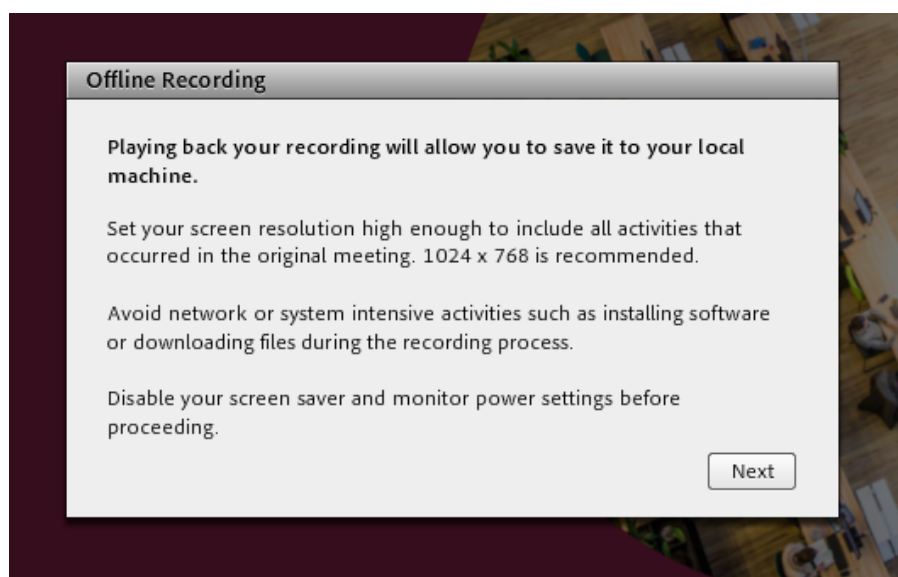 Offline Recording
Playing back your recording will allow you to save it to your local
machine.
Set your screen resolution high enough to include all activities that
occurred in the original meeting. 1024 x 768 is recommended.
Avoid network or system intensive activities such as installing software
or downloading files during the recording process.
Disable your screen saver and monitor power settings before
proceeding.
Next